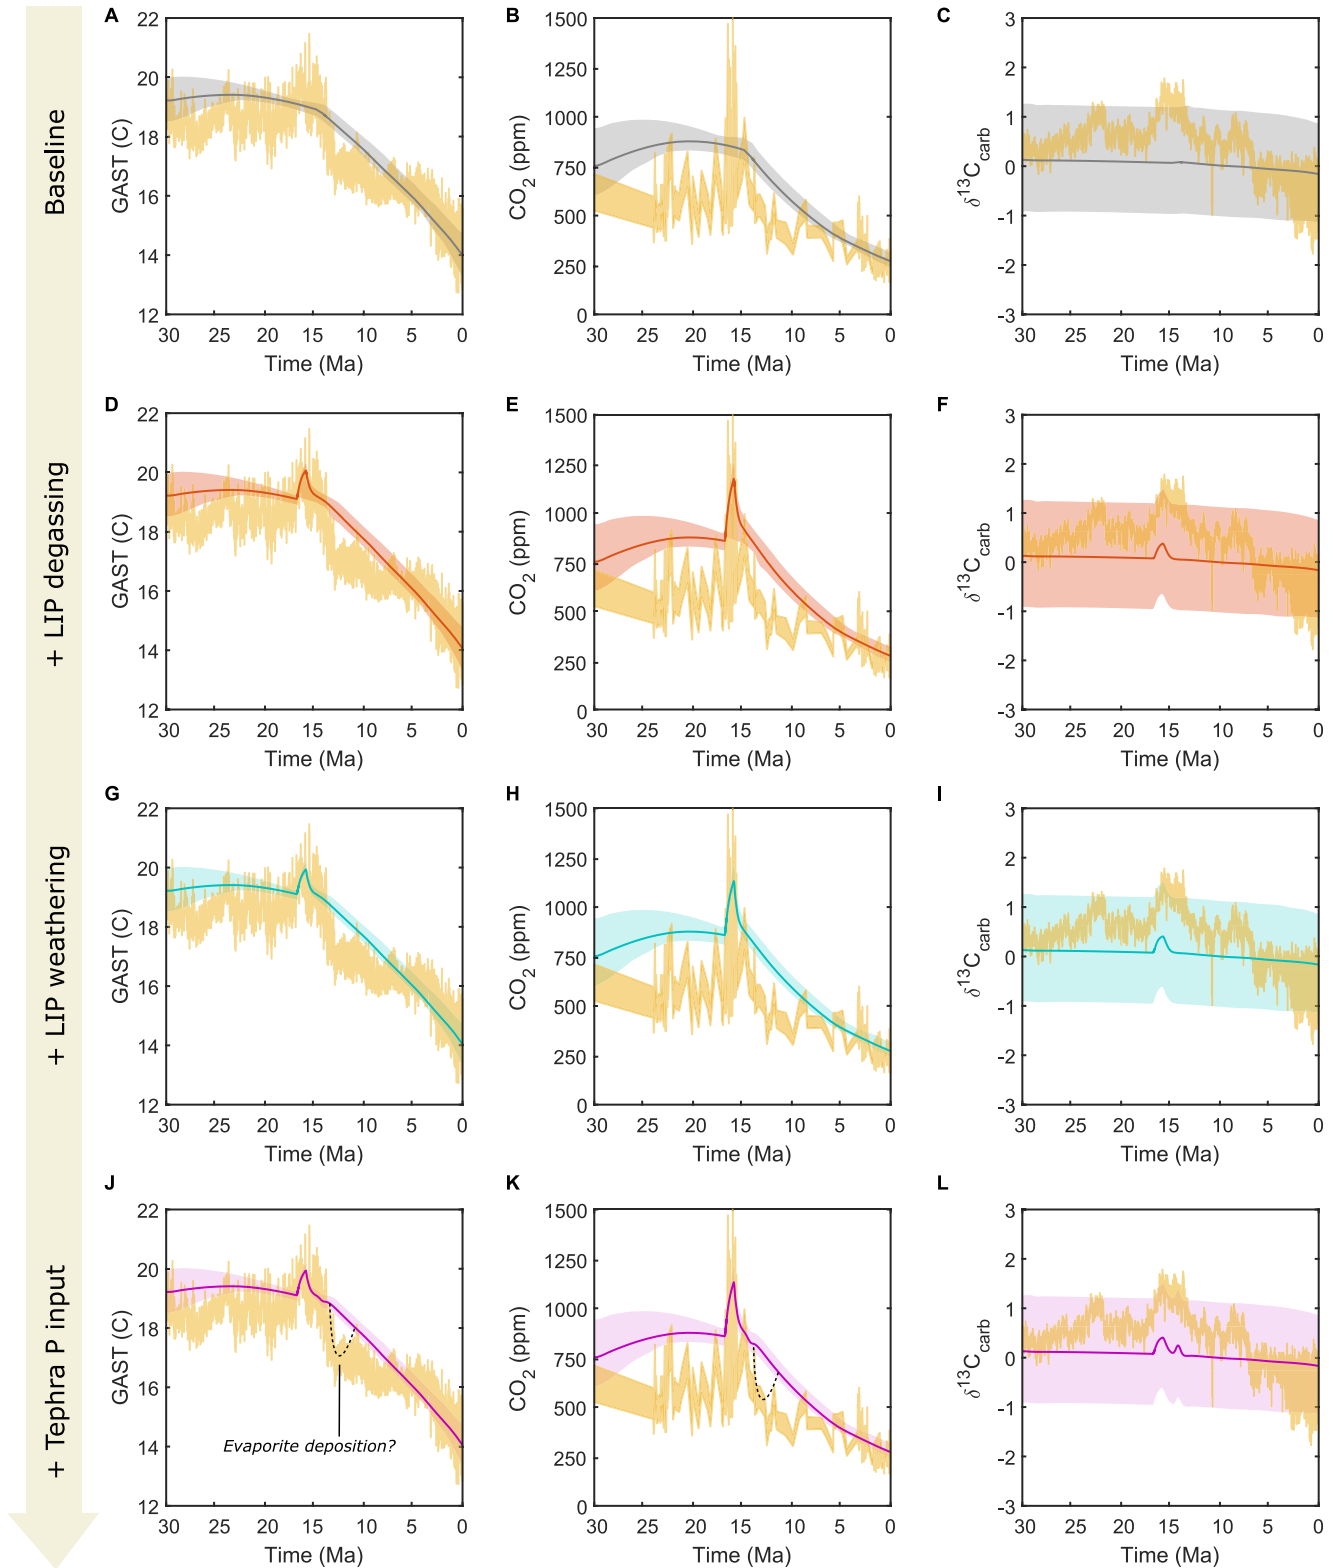 Baseline
A
22
20
18
16
14
12
GAST (C)
30 25 20 15 10 5 0
Time (Ma)
B
1500
1250
1000
750
500
250
0
CO2 (ppm)
30 25 20 15 10 5 0
Time (Ma)
C
3
2
1
0
-1
-2
-3
δ13Ccarb
30 25 20 15 10 5 0
Time (Ma)
+ LIP degassing
D
22
20
18
16
14
12
GAST (C)
30 25 20 15 10 5 0
Time (Ma)
E
1500
1250
1000
750
500
250
0
CO2 (ppm)
30 25 20 15 10 5 0
Time (Ma)
F
3
2
1
0
-1
-2
-3
δ13Ccarb
30 25 20 15 10 5 0
Time (Ma)
+ LIP weathering
G
22
20
18
16
14
12
GAST (C)
30 25 20 15 10 5 0
Time (Ma)
H
1500
1250
1000
750
500
250
0
CO2 (ppm)
30 25 20 15 10 5 0
Time (Ma)
I
3
2
1
0
-1
-2
-3
δ13Ccarb
30 25 20 15 10 5 0
Time (Ma)
+ Tephra P input
J
22
20
18
16
14
12
GAST (C)
Evaporite deposition?
30 25 20 15 10 5 0
Time (Ma)
K
1500
1250
1000
750
500
250
0
CO2 (ppm)
30 25 20 15 10 5 0
Time (Ma)
L
3
2
1
0
-1
-2
-3
δ13Ccarb
30 25 20 15 10 5 0
Time (Ma)